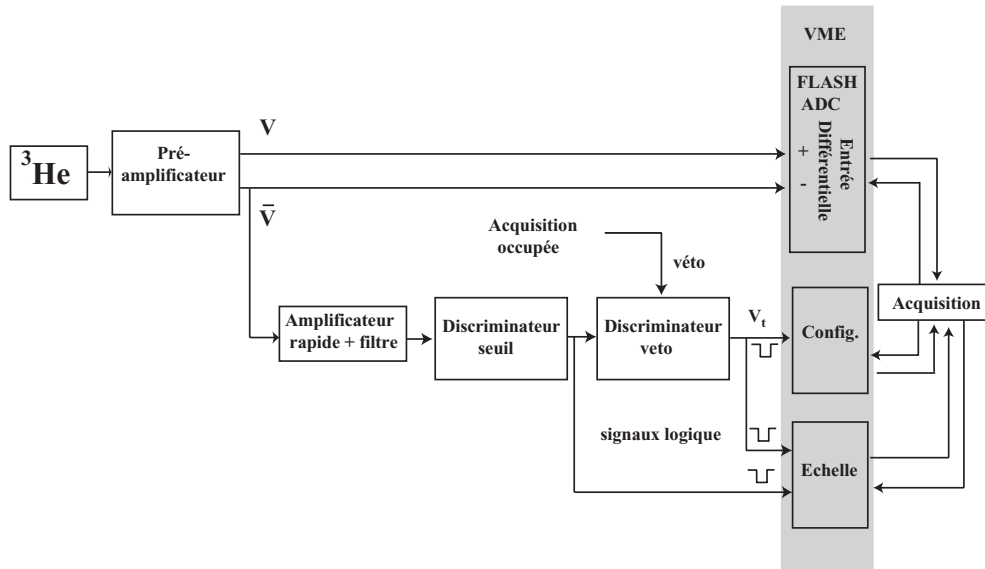 VME
FLASH
ADC
Entrée
Différentielle
+
-
V
³He
Pré-
amplificateur
V̄
Acquisition
occupée
véto
Acquisition
Amplificateur
rapide + filtre
Discriminateur
seuil
Discriminateur
veto
Vₜ
Config.
signaux logique
Echelle